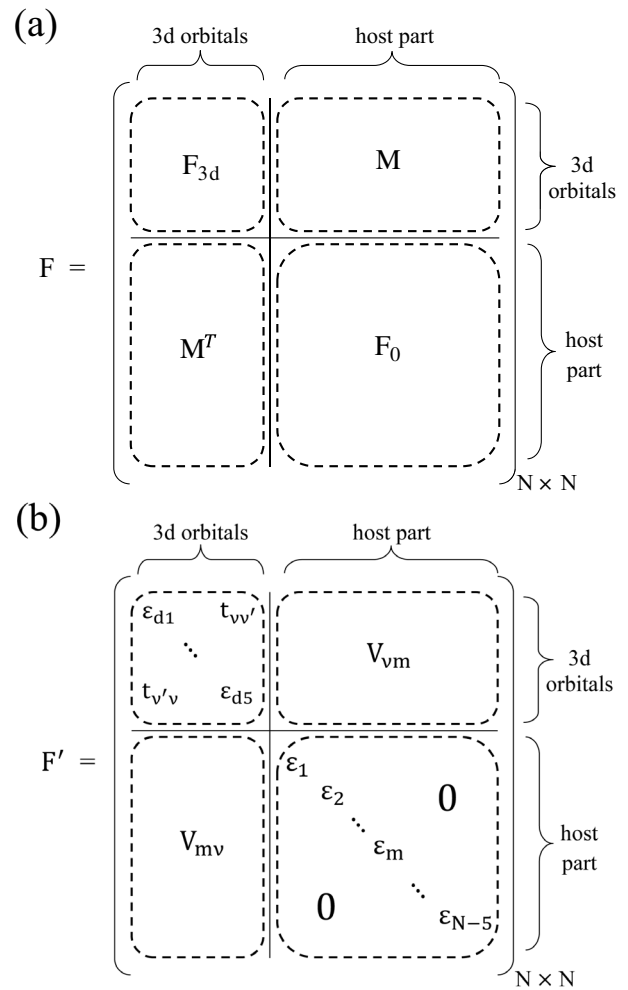 (a)
3d orbitals
host part
F₃d
M
3d
orbitals
F =
Mᵀ
F₀
host
part
N × N
(b)
3d orbitals
host part
εd1
tνν′
⋱
tν′ν
εd5
Vνm
3d
orbitals
F′ =
Vmν
ε₁
ε₂
0
⋱
εm
⋱
0
εN−5
host
part
N × N